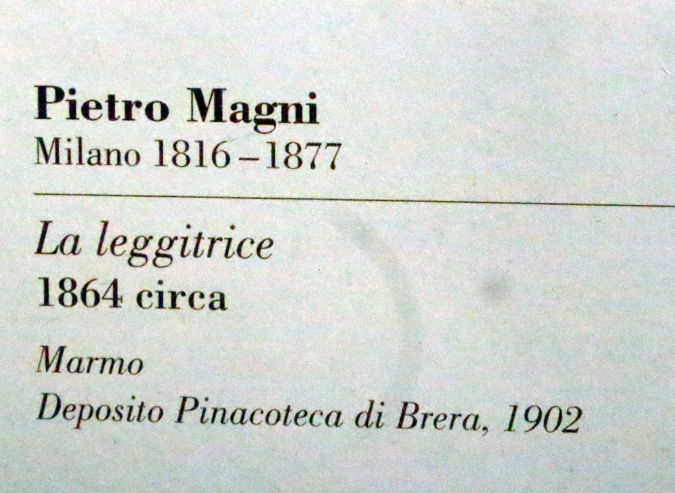 Pietro Magni
Milano 1816–1877
La leggitrice
1864 circa
Marmo
Deposito Pinacoteca di Brera, 1902